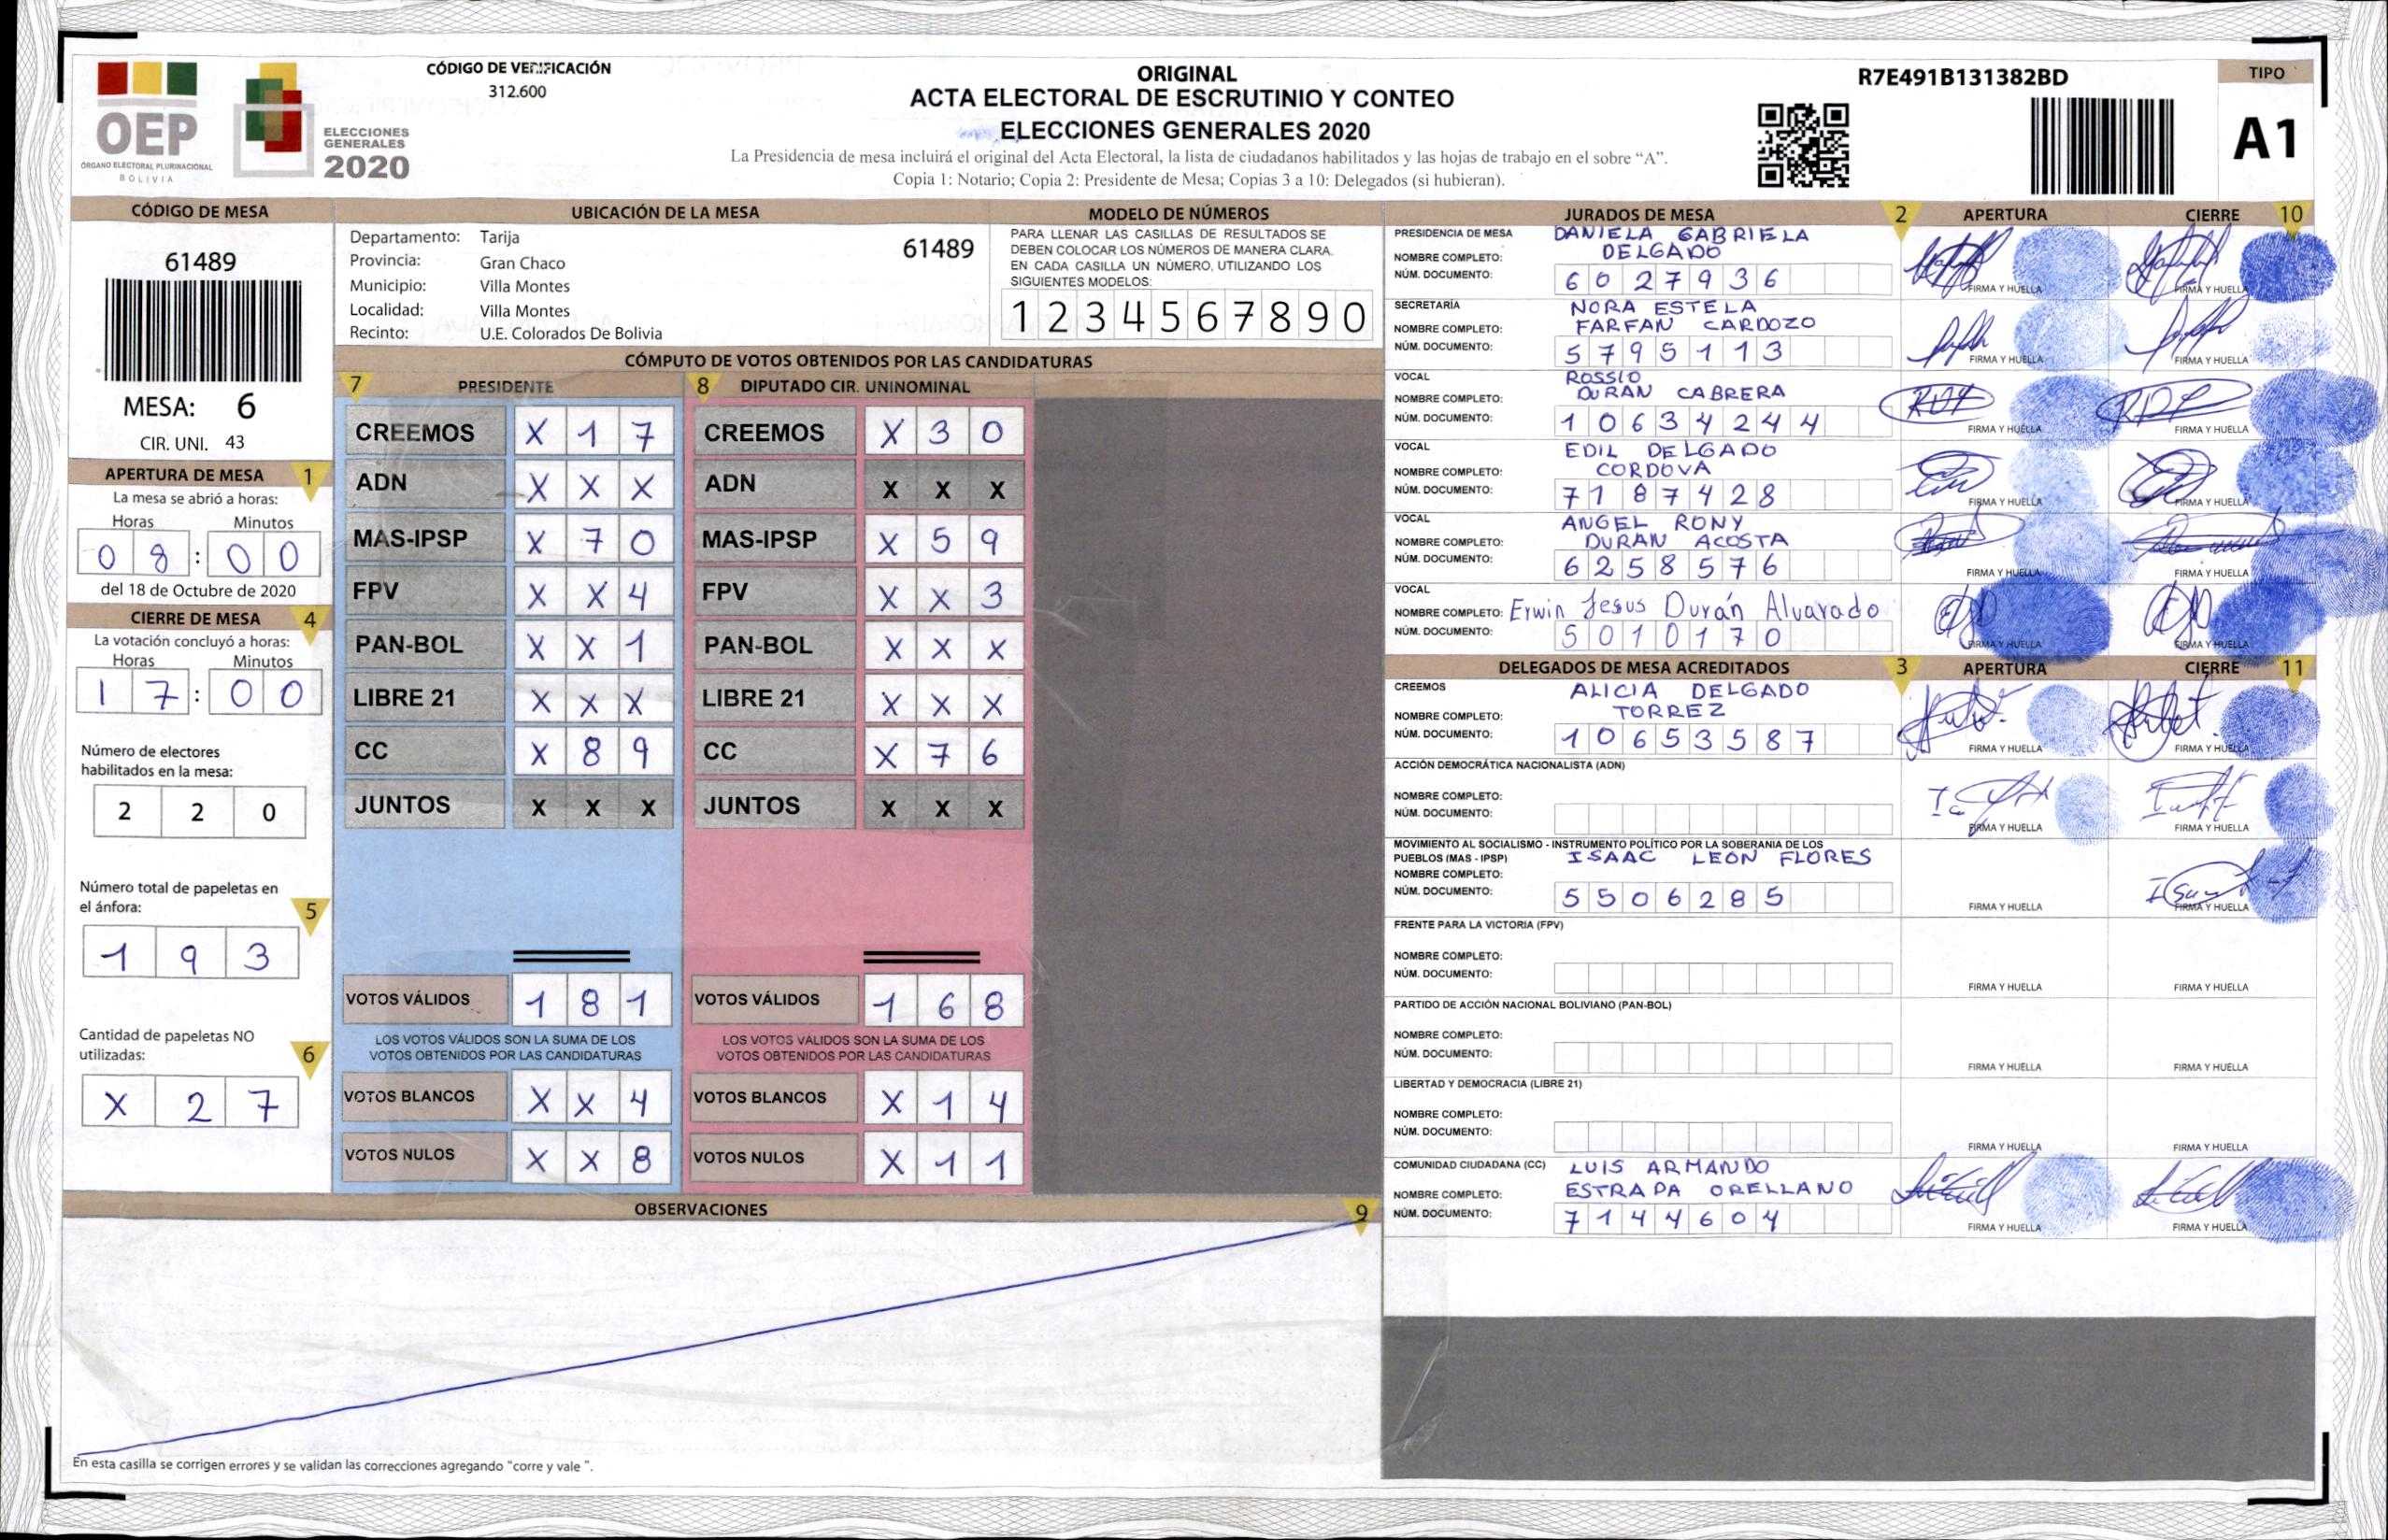 OEP
ÓRGANO ELECTORAL PLURINACIONAL
BOLIVIA
ELECCIONES
GENERALES
2020
CÓDIGO DE VERIFICACIÓN
312.600
ORIGINAL
ACTA ELECTORAL DE ESCRUTINIO Y CONTEO
ELECCIONES GENERALES 2020
La Presidencia de mesa incluirá el original del Acta Electoral, la lista de ciudadanos habilitados y las hojas de trabajo en el sobre “A”.
Copia 1: Notario; Copia 2: Presidente de Mesa; Copias 3 a 10: Delegados (si hubieran).
R7E491B131382BD
TIPO
A1
CÓDIGO DE MESA
61489
MESA: 6
CIR. UNI. 43
APERTURA DE MESA 1
La mesa se abrió a horas:
Horas Minutos
0 8 : 0 0
del 18 de Octubre de 2020
CIERRE DE MESA 4
La votación concluyó a horas:
Horas Minutos
1 7 : 0 0
Número de electores
habilitados en la mesa:
2 2 0
Número total de papeletas en
el ánfora: 5
1 9 3
Cantidad de papeletas NO
utilizadas: 6
X 2 7
UBICACIÓN DE LA MESA
Departamento: Tarija
61489
Provincia: Gran Chaco
Municipio: Villa Montes
Localidad: Villa Montes
Recinto: U.E. Colorados De Bolivia
MODELO DE NÚMEROS
PARA LLENAR LAS CASILLAS DE RESULTADOS SE
DEBEN COLOCAR LOS NÚMEROS DE MANERA CLARA.
EN CADA CASILLA UN NÚMERO, UTILIZANDO LOS
SIGUIENTES MODELOS:
1 2 3 4 5 6 7 8 9 0
CÓMPUTO DE VOTOS OBTENIDOS POR LAS CANDIDATURAS
7 PRESIDENTE
CREEMOS X 1 7
ADN X X X
MAS-IPSP X 7 0
FPV X X 4
PAN-BOL X X 1
LIBRE 21 X X X
CC X 8 9
JUNTOS X X X
VOTOS VÁLIDOS 1 8 1
LOS VOTOS VÁLIDOS SON LA SUMA DE LOS
VOTOS OBTENIDOS POR LAS CANDIDATURAS
VOTOS BLANCOS X X 4
VOTOS NULOS X X 8
8 DIPUTADO CIR. UNINOMINAL
CREEMOS X 3 0
ADN X X X
MAS-IPSP X 5 9
FPV X X 3
PAN-BOL X X X
LIBRE 21 X X X
CC X 7 6
JUNTOS X X X
VOTOS VÁLIDOS 1 6 8
LOS VOTOS VÁLIDOS SON LA SUMA DE LOS
VOTOS OBTENIDOS POR LAS CANDIDATURAS
VOTOS BLANCOS X 1 4
VOTOS NULOS X 1 1
OBSERVACIONES 9
En esta casilla se corrigen errores y se validan las correcciones agregando "corre y vale ".
JURADOS DE MESA 2 APERTURA CIERRE 10
PRESIDENCIA DE MESA DANIELA GABRIELA
NOMBRE COMPLETO: DELGADO
NÚM. DOCUMENTO: 6 0 2 7 9 3 6
FIRMA Y HUELLA FIRMA Y HUELLA
SECRETARÍA NORA ESTELA
NOMBRE COMPLETO: FARFAN CARDOZO
NÚM. DOCUMENTO: 5 7 9 5 1 1 3
FIRMA Y HUELLA FIRMA Y HUELLA
VOCAL ROSSIO
NOMBRE COMPLETO: DURAN CABRERA
NÚM. DOCUMENTO: 1 0 6 3 4 2 4 4
FIRMA Y HUELLA FIRMA Y HUELLA
VOCAL EDIL DELGADO
NOMBRE COMPLETO: CORDOVA
NÚM. DOCUMENTO: 7 1 8 7 4 2 8
FIRMA Y HUELLA FIRMA Y HUELLA
VOCAL ANGEL RONY
NOMBRE COMPLETO: DURAN ACOSTA
NÚM. DOCUMENTO: 6 2 5 8 5 7 6
FIRMA Y HUELLA FIRMA Y HUELLA
VOCAL
NOMBRE COMPLETO: Erwin Jesus Durán Alvarado
NÚM. DOCUMENTO: 5 0 1 0 1 7 0
FIRMA Y HUELLA FIRMA Y HUELLA
DELEGADOS DE MESA ACREDITADOS 3 APERTURA CIERRE 11
CREEMOS ALICIA DELGADO
NOMBRE COMPLETO: TORREZ
NÚM. DOCUMENTO: 1 0 6 5 3 5 8 7
FIRMA Y HUELLA FIRMA Y HUELLA
ACCIÓN DEMOCRÁTICA NACIONALISTA (ADN)
NOMBRE COMPLETO:
NÚM. DOCUMENTO:
FIRMA Y HUELLA FIRMA Y HUELLA
MOVIMIENTO AL SOCIALISMO - INSTRUMENTO POLÍTICO POR LA SOBERANIA DE LOS
PUEBLOS (MAS - IPSP) ISAAC LEON FLORES
NOMBRE COMPLETO:
NÚM. DOCUMENTO: 5 5 0 6 2 8 5
FIRMA Y HUELLA FIRMA Y HUELLA
FRENTE PARA LA VICTORIA (FPV)
NOMBRE COMPLETO:
NÚM. DOCUMENTO:
FIRMA Y HUELLA FIRMA Y HUELLA
PARTIDO DE ACCIÓN NACIONAL BOLIVIANO (PAN-BOL)
NOMBRE COMPLETO:
NÚM. DOCUMENTO:
FIRMA Y HUELLA FIRMA Y HUELLA
LIBERTAD Y DEMOCRACIA (LIBRE 21)
NOMBRE COMPLETO:
NÚM. DOCUMENTO:
FIRMA Y HUELLA FIRMA Y HUELLA
COMUNIDAD CIUDADANA (CC) LUIS ARMANDO
NOMBRE COMPLETO: ESTRADA ORELLANO
NÚM. DOCUMENTO: 7 1 4 4 6 0 4
FIRMA Y HUELLA FIRMA Y HUELLA